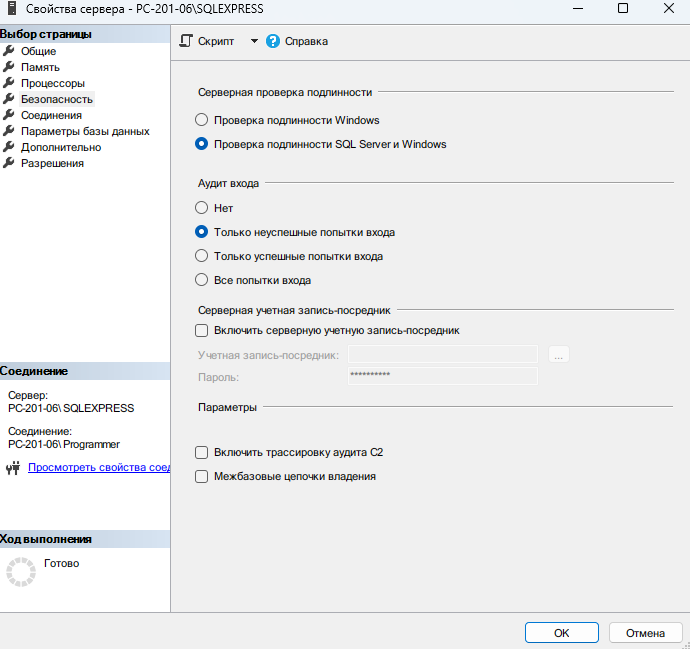 Свойства сервера - PC-201-06\SQLEXPRESS
Выбор страницы
Общие
Память
Процессоры
Безопасность
Соединения
Параметры базы данных
Дополнительно
Разрешения
Скрипт
Справка
Серверная проверка подлинности
Проверка подлинности Windows
Проверка подлинности SQL Server и Windows
Аудит входа
Нет
Только неуспешные попытки входа
Только успешные попытки входа
Все попытки входа
Серверная учетная запись-посредник
Включить серверную учетную запись-посредник
Учетная запись-посредник:
...
Пароль:
**********
Параметры
Включить трассировку аудита C2
Межбазовые цепочки владения
Соединение
Сервер:
PC-201-06\SQLEXPRESS
Соединение:
PC-201-06\Programmer
Просмотреть свойства соед
Ход выполнения
Готово
ОК
Отмена